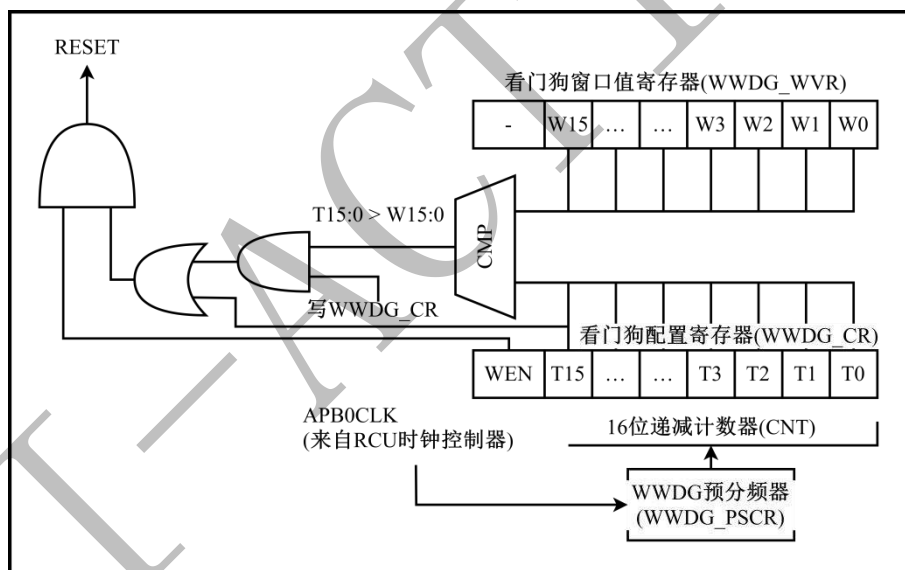 RESET
看门狗窗口值寄存器(WWDG_WVR)
- W15 … … W3 W2 W1 W0
T15:0 > W15:0
CMP
写WWDG_CR
看门狗配置寄存器(WWDG_CR)
WEN T15 … … T3 T2 T1 T0
APB0CLK
(来自RCU时钟控制器)
16位递减计数器(CNT)
WWDG预分频器
(WWDG_PSCR)